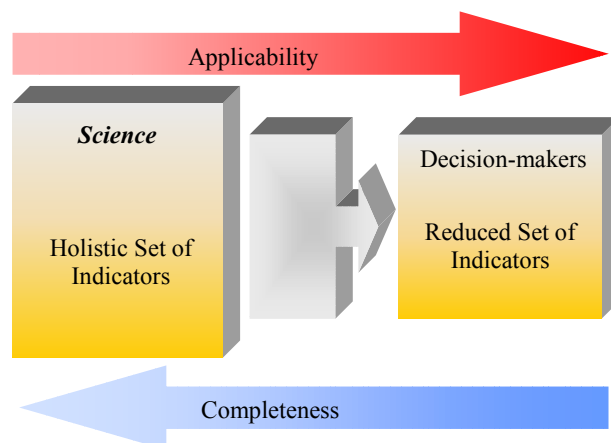 Applicability
Science
Holistic Set of
Indicators
Decision-makers
Reduced Set of
Indicators
Completeness